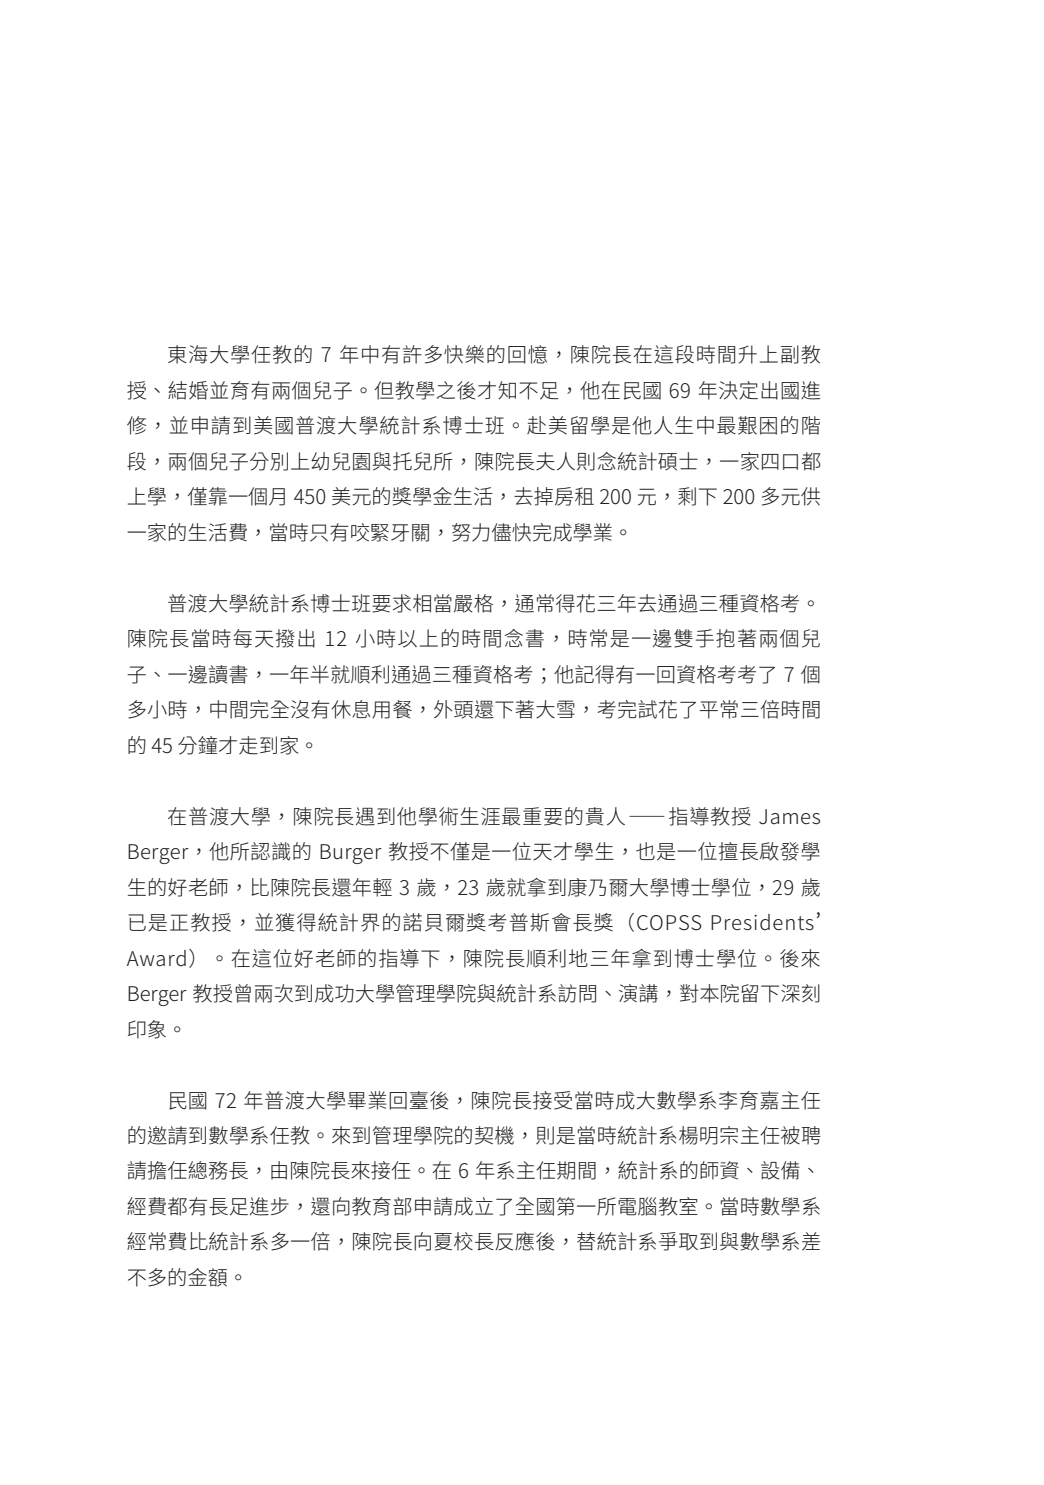 東海大學任教的 7 年中有許多快樂的回憶，陳院長在這段時間升上副教
授、結婚並育有兩個兒子。但教學之後才知不足，他在民國 69 年決定出國進
修，並申請到美國普渡大學統計系博士班。赴美留學是他人生中最艱困的階
段，兩個兒子分別上幼兒園與托兒所，陳院長夫人則念統計碩士，一家四口都
上學，僅靠一個月 450 美元的獎學金生活，去掉房租 200 元，剩下 200 多元供
一家的生活費，當時只有咬緊牙關，努力儘快完成學業。
普渡大學統計系博士班要求相當嚴格，通常得花三年去通過三種資格考。
陳院長當時每天撥出 12 小時以上的時間念書，時常是一邊雙手抱著兩個兒
子、一邊讀書，一年半就順利通過三種資格考；他記得有一回資格考考了 7 個
多小時，中間完全沒有休息用餐，外頭還下著大雪，考完試花了平常三倍時間
的 45 分鐘才走到家。
在普渡大學，陳院長遇到他學術生涯最重要的貴人——指導教授 James
Berger，他所認識的 Burger 教授不僅是一位天才學生，也是一位擅長啟發學
生的好老師，比陳院長還年輕 3 歲，23 歲就拿到康乃爾大學博士學位，29 歲
已是正教授，並獲得統計界的諾貝爾獎考普斯會長獎（COPSS Presidents’
Award）。在這位好老師的指導下，陳院長順利地三年拿到博士學位。後來
Berger 教授曾兩次到成功大學管理學院與統計系訪問、演講，對本院留下深刻
印象。
民國 72 年普渡大學畢業回臺後，陳院長接受當時成大數學系李育嘉主任
的邀請到數學系任教。來到管理學院的契機，則是當時統計系楊明宗主任被聘
請擔任總務長，由陳院長來接任。在 6 年系主任期間，統計系的師資、設備、
經費都有長足進步，還向教育部申請成立了全國第一所電腦教室。當時數學系
經常費比統計系多一倍，陳院長向夏校長反應後，替統計系爭取到與數學系差
不多的金額。